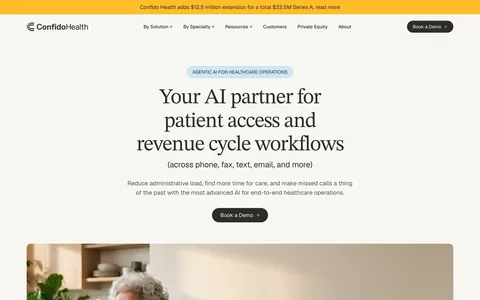 Confido Health adds $12.5 million extension for a total $22.5M Series A, read more
ConfidoHealth
By Solution +
By Specialty +
Resources +
Customers
Private Equity
About
Book a Demo
AGENTIC AI FOR HEALTHCARE OPERATIONS
Your AI partner for
patient access and
revenue cycle workflows
(across phone, fax, text, email, and more)
Reduce administrative load, find more time for care, and make missed calls a thing
of the past with the most advanced AI for end-to-end healthcare operations.
Book a Demo